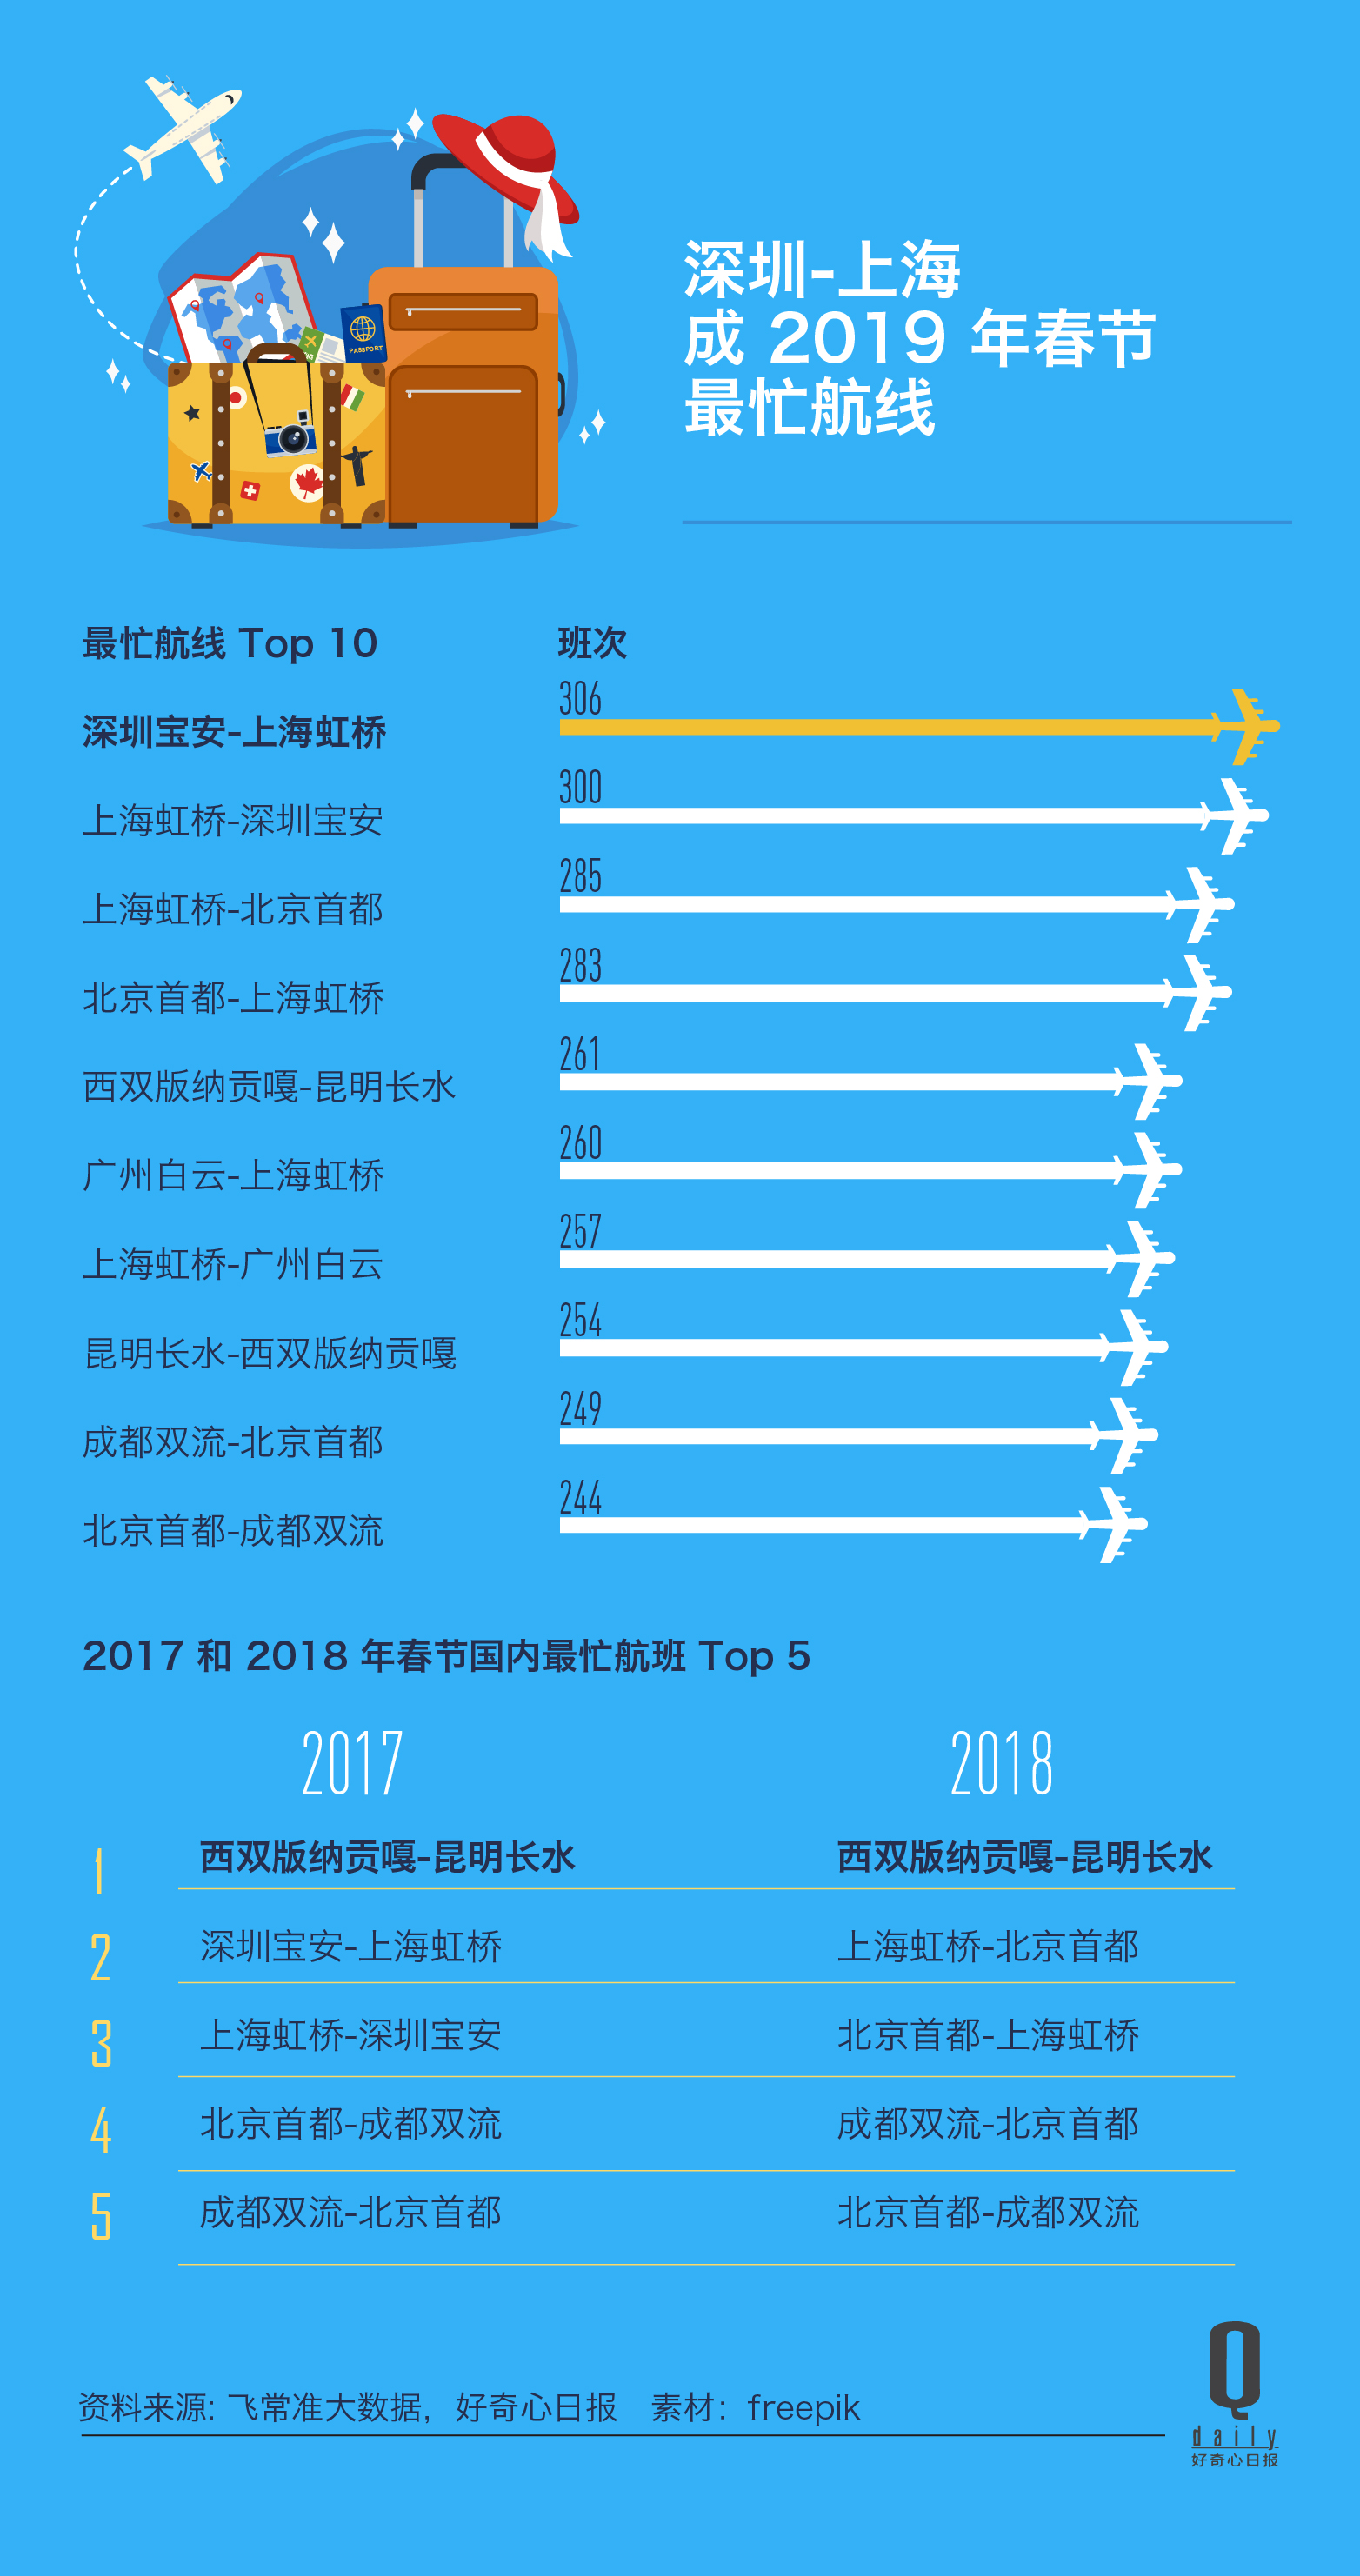 PASSPORT
深圳-上海
成 2019 年春节
最忙航线
最忙航线 Top 10 班次
306
深圳宝安-上海虹桥
300
上海虹桥-深圳宝安
285
上海虹桥-北京首都
283
北京首都-上海虹桥
261
西双版纳贡嘎-昆明长水
260
广州白云-上海虹桥
257
上海虹桥-广州白云
254
昆明长水-西双版纳贡嘎
249
成都双流-北京首都
244
北京首都-成都双流
2017 和 2018 年春节国内最忙航班 Top 5
2017 2018
1 西双版纳贡嘎-昆明长水 西双版纳贡嘎-昆明长水
2 深圳宝安-上海虹桥 上海虹桥-北京首都
3 上海虹桥-深圳宝安 北京首都-上海虹桥
4 北京首都-成都双流 成都双流-北京首都
5 成都双流-北京首都 北京首都-成都双流
资料来源: 飞常准大数据，好奇心日报 素材：freepik
Q
daily
好奇心日报